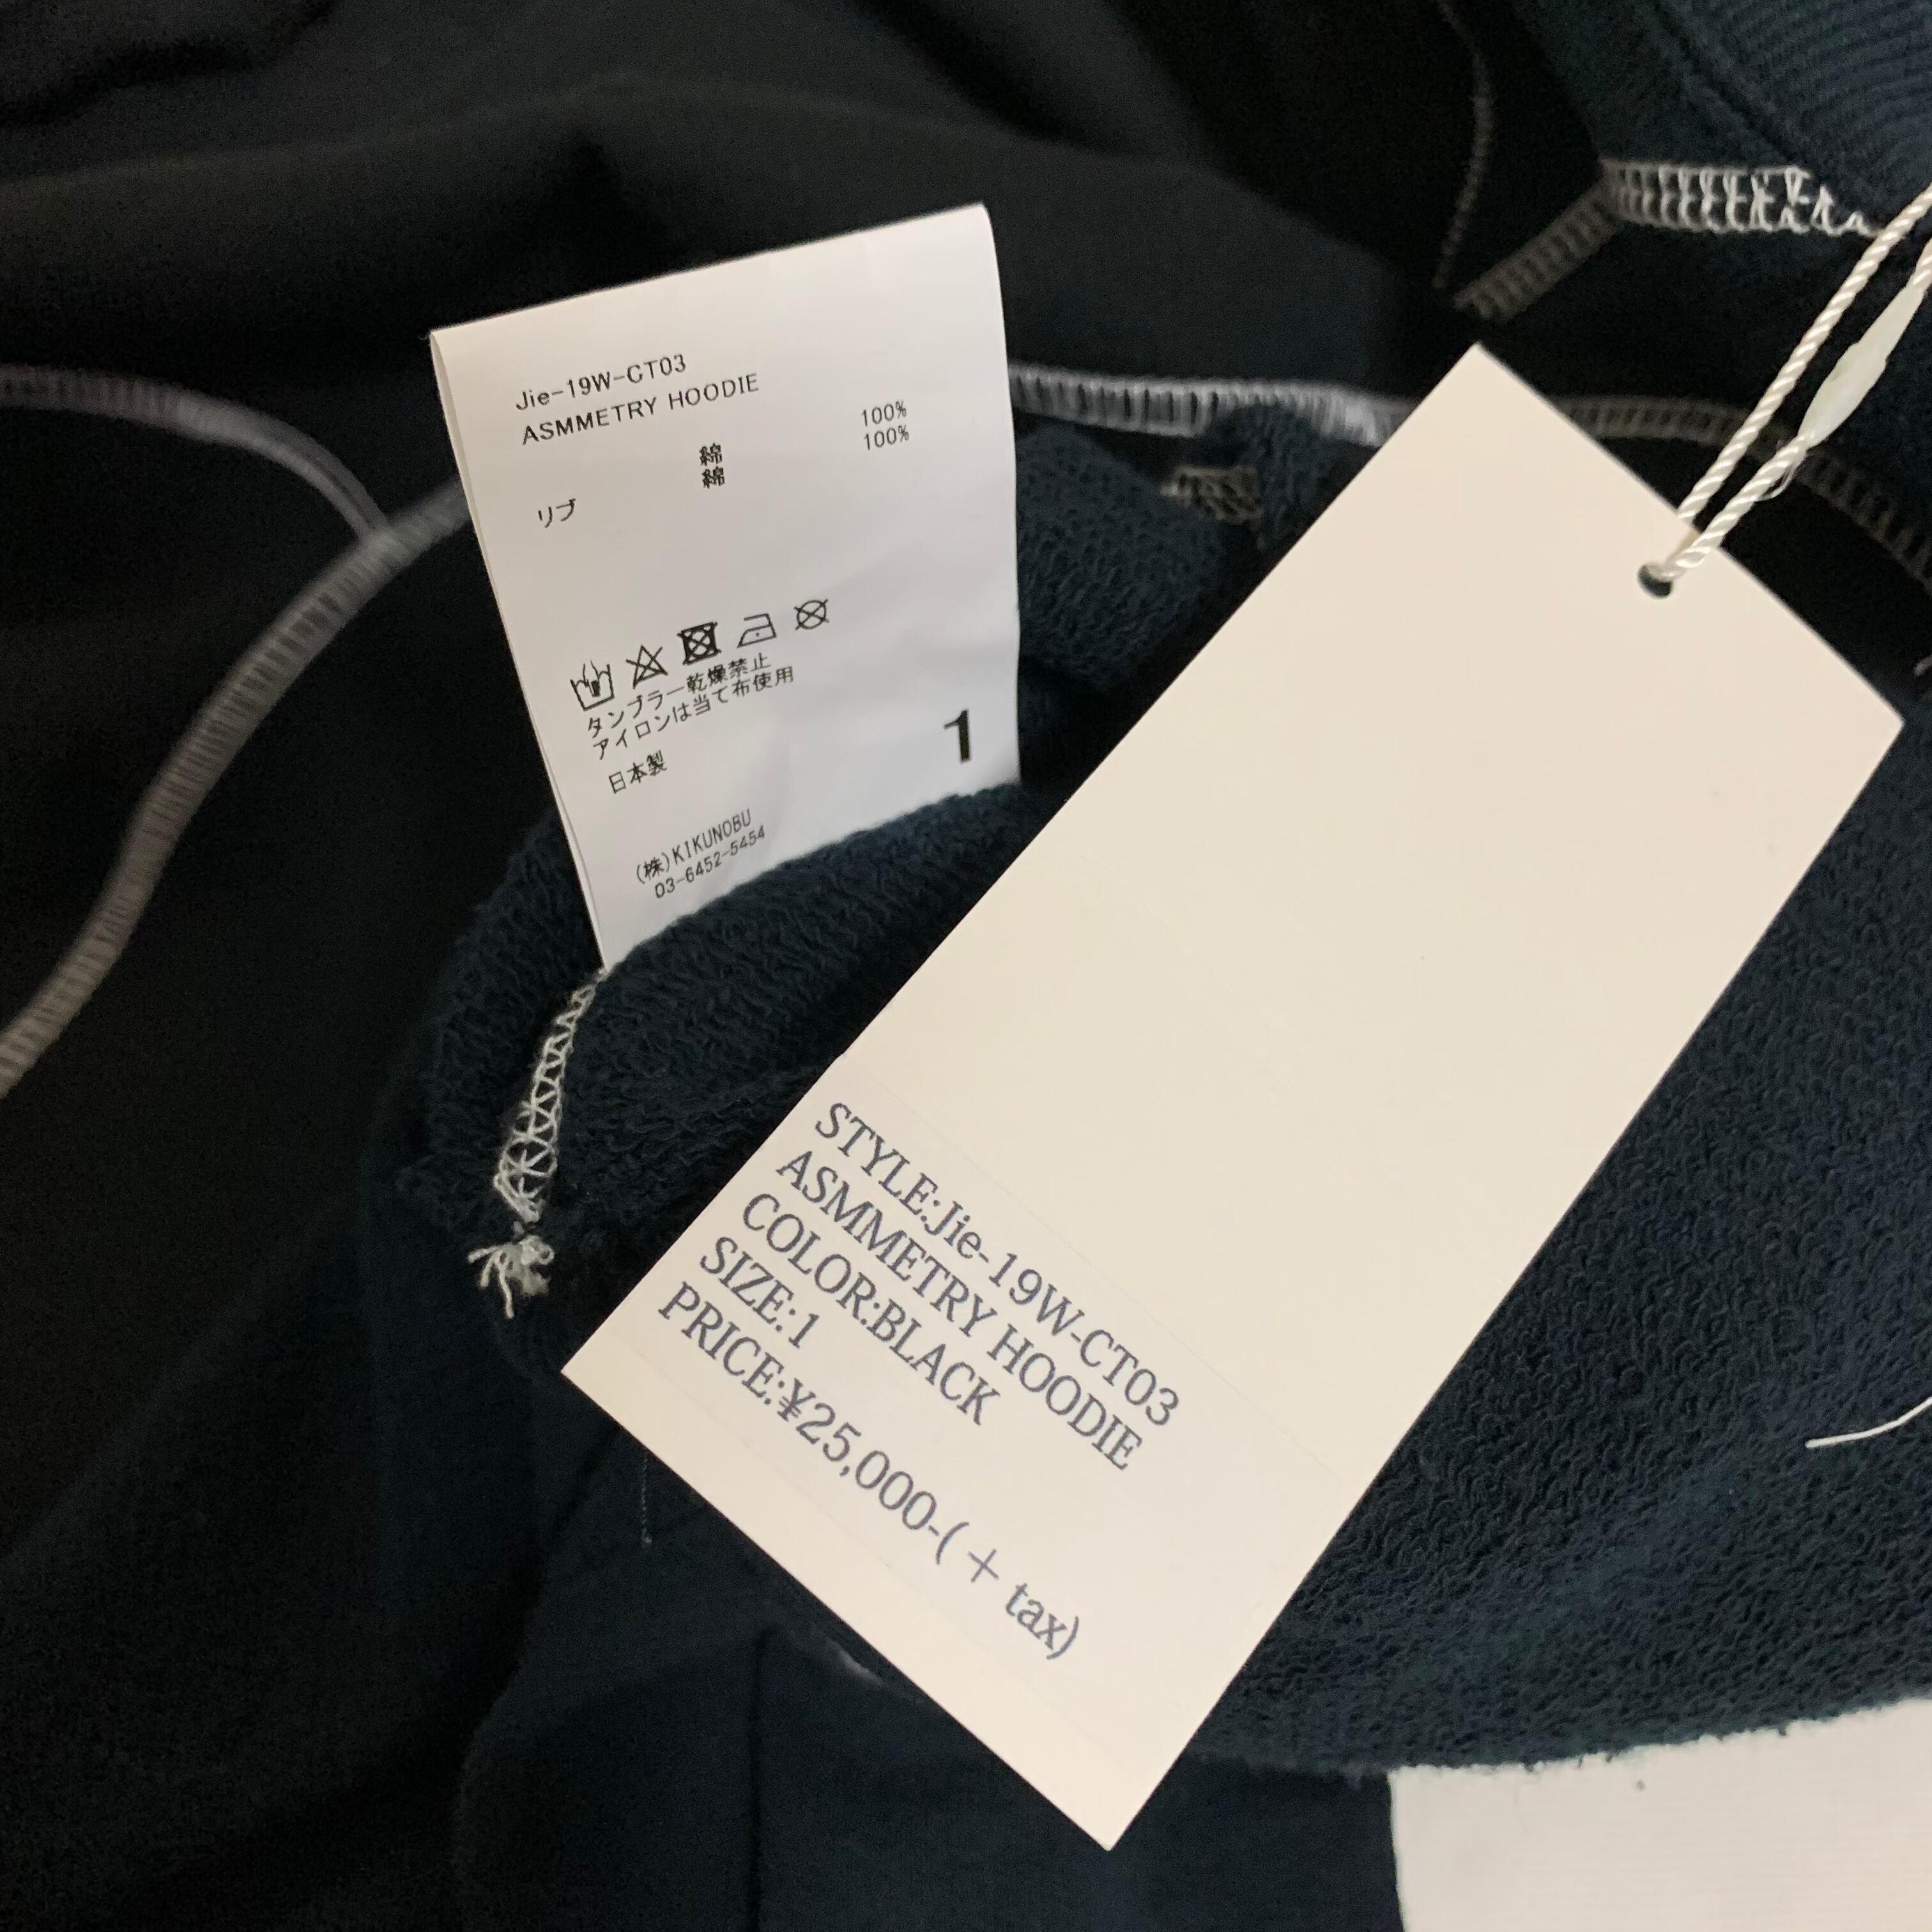 Jie-19W-CT03
ASMMETRY HOODIE
綿 100%
リブ 綿 100%
タンブラー乾燥禁止
アイロンは当て布使用
日本製
1
(株)KIKUNOBU
03-6452-5454
STYLE:Jie-19W-CT03
ASMMETRY HOODIE
COLOR:BLACK
SIZE:1
PRICE:¥25,000-( + tax)